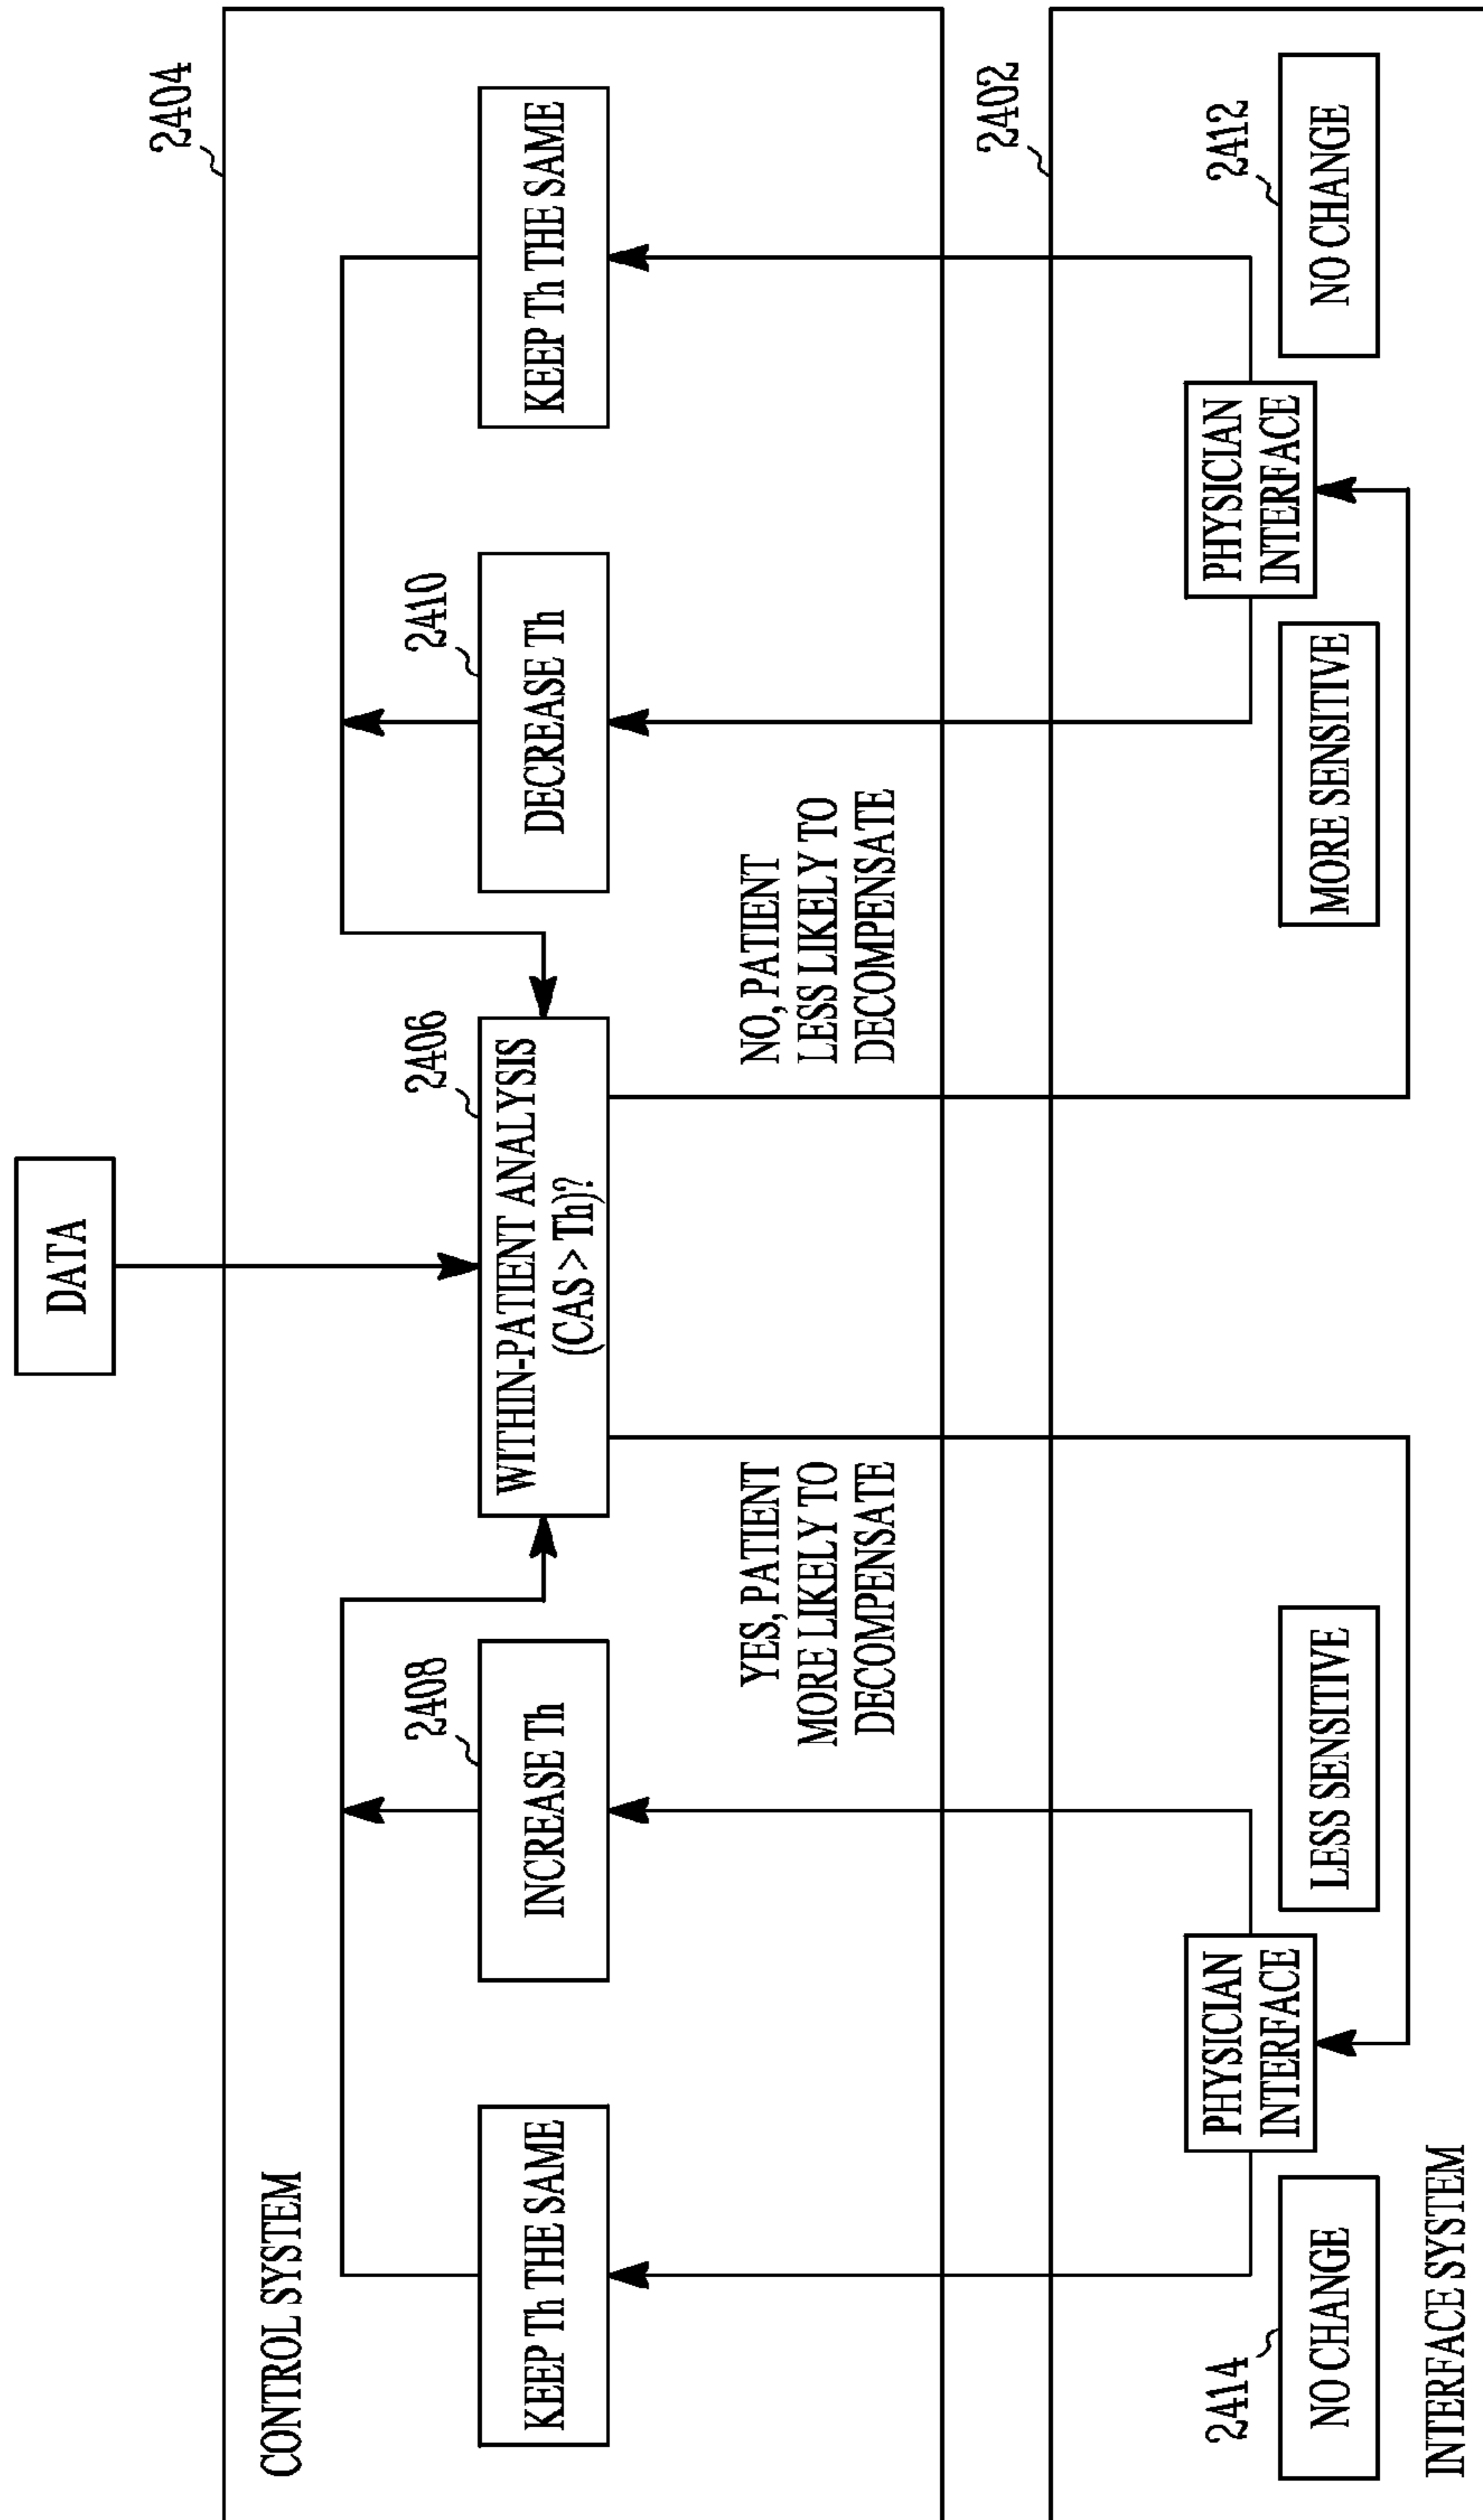 DATA
2404
CONTROL SYSTEM
KEEP Th THE SAME
2408
INCREASE Th
2406
WITHIN-PATIENT ANALYSIS
(CAS > Th)?
2410
DECREASE Th
KEEP Th THE SAME
YES, PATIENT
MORE LIKELY TO
DECOMPENSATE
NO, PATIENT
LESS LIKELY TO
DECOMPENSATE
2402
2414
NO CHANGE
PHYSICIAN
INTERFACE
LESS SENSITIVE
MORE SENSITIVE
PHYSICIAN
INTERFACE
2412
NO CHANGE
INTERFACE SYSTEM